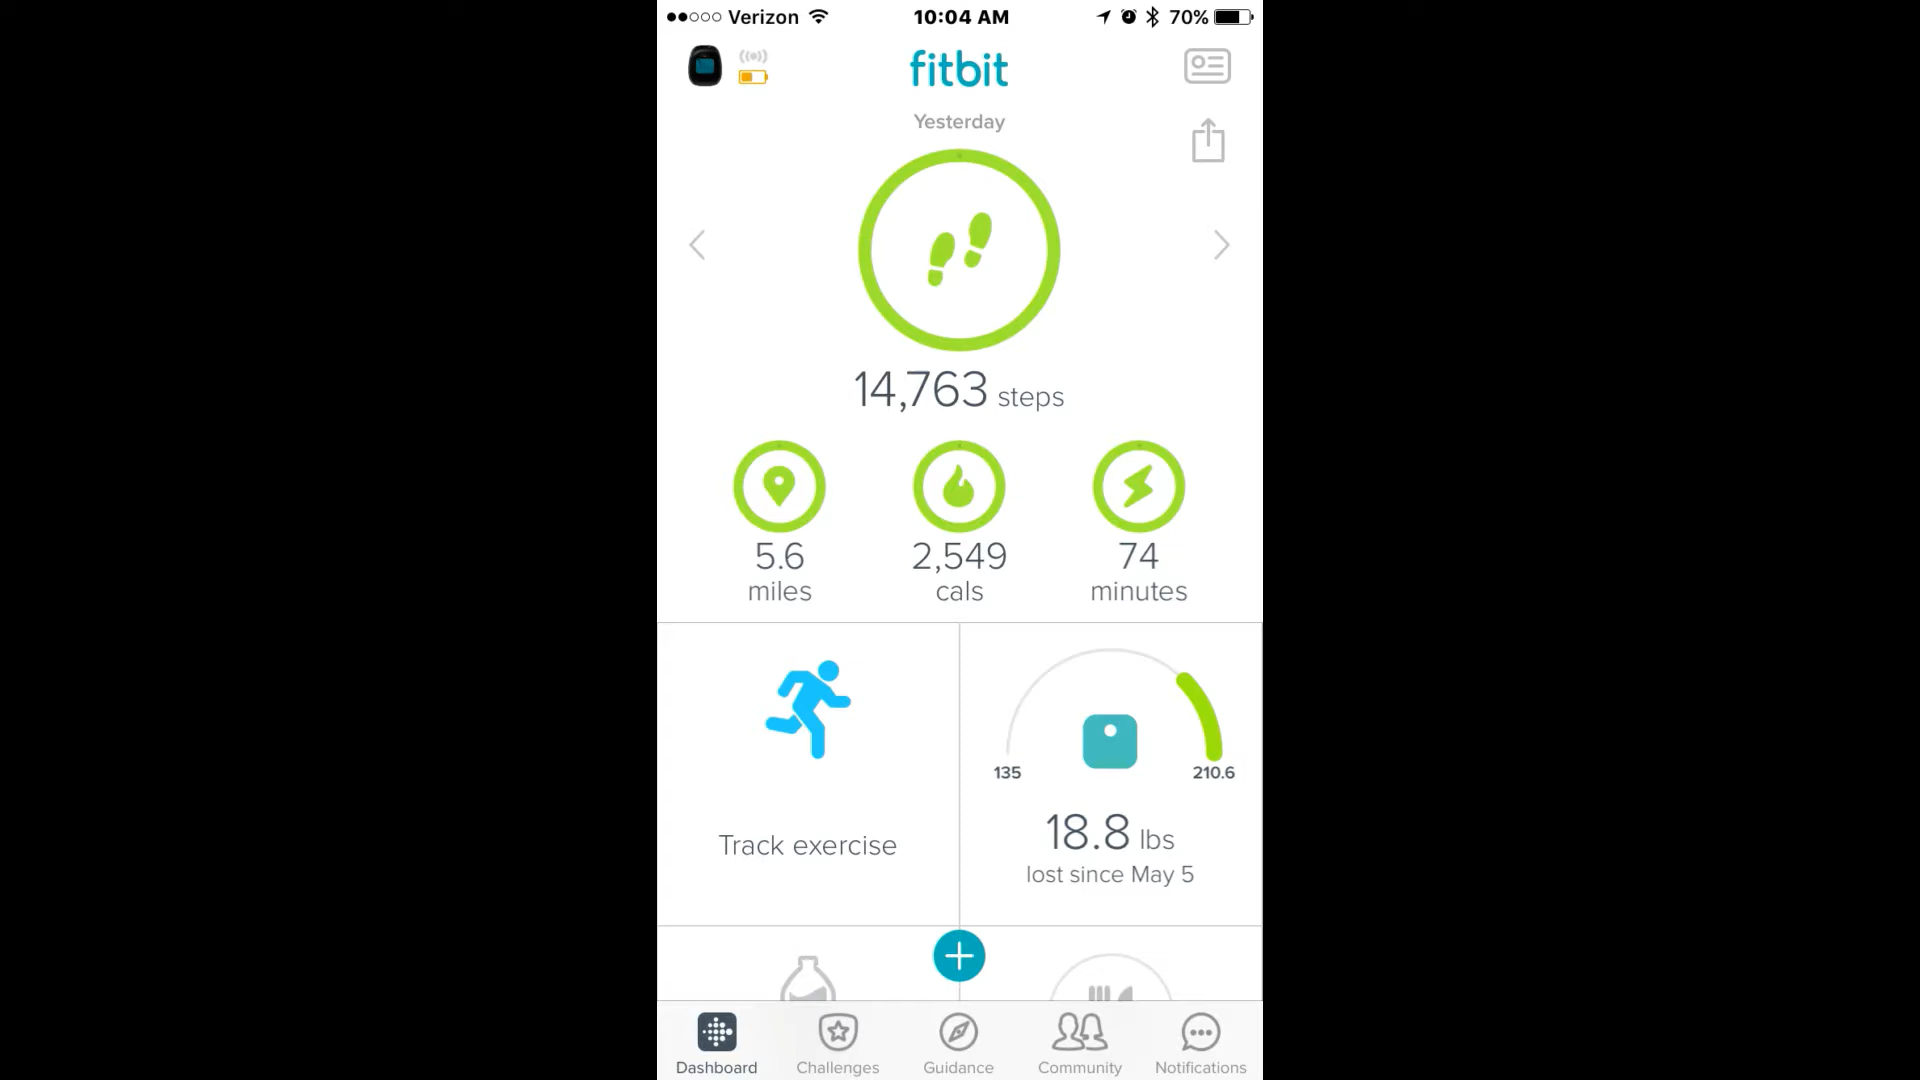 Verizon 10:04 AM 70%
fitbit
Yesterday
14,763 steps
5.6 2,549 74
miles cals minutes
135 210.6
18.8 lbs
Track exercise
lost since May 5
Dashboard Challenges Guidance Community Notifications